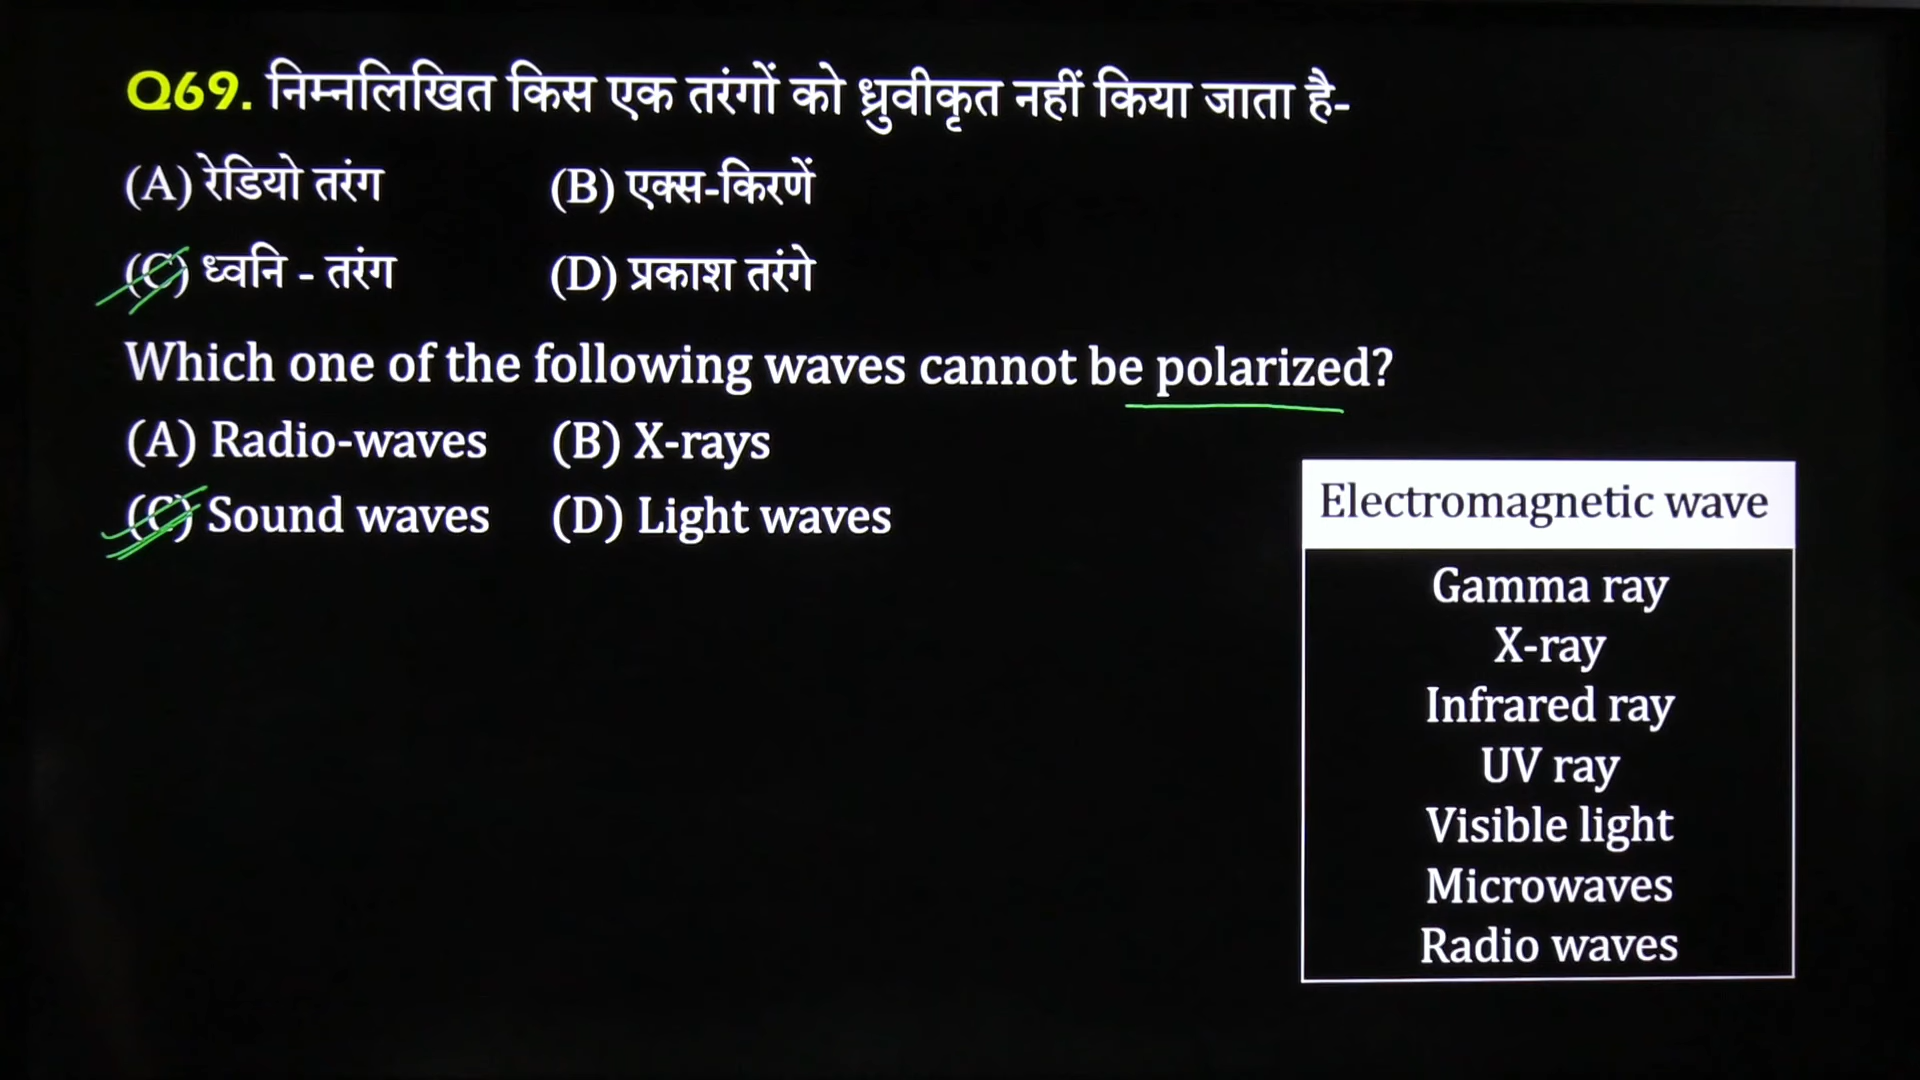 Q69. निम्नलिखित किस एक तरंगों को ध्रुवीकृत नहीं किया जाता है-
(A) रेडियो तरंग (B) एक्स-किरणें
(C) ध्वनि - तरंग (D) प्रकाश तरंगे
Which one of the following waves cannot be polarized?
(A) Radio-waves (B) X-rays
(C) Sound waves (D) Light waves
Electromagnetic wave
Gamma ray
X-ray
Infrared ray
UV ray
Visible light
Microwaves
Radio waves